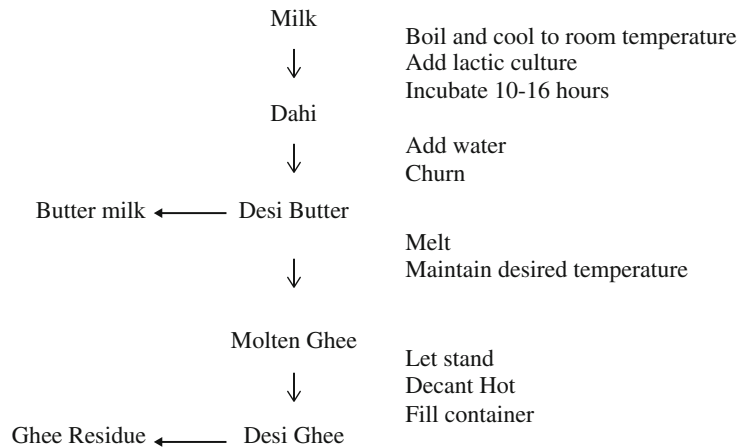 Milk
Boil and cool to room temperature
Add lactic culture
Incubate 10-16 hours
Dahi
Add water
Churn
Butter milk
Desi Butter
Melt
Maintain desired temperature
Molten Ghee
Let stand
Decant Hot
Fill container
Ghee Residue
Desi Ghee